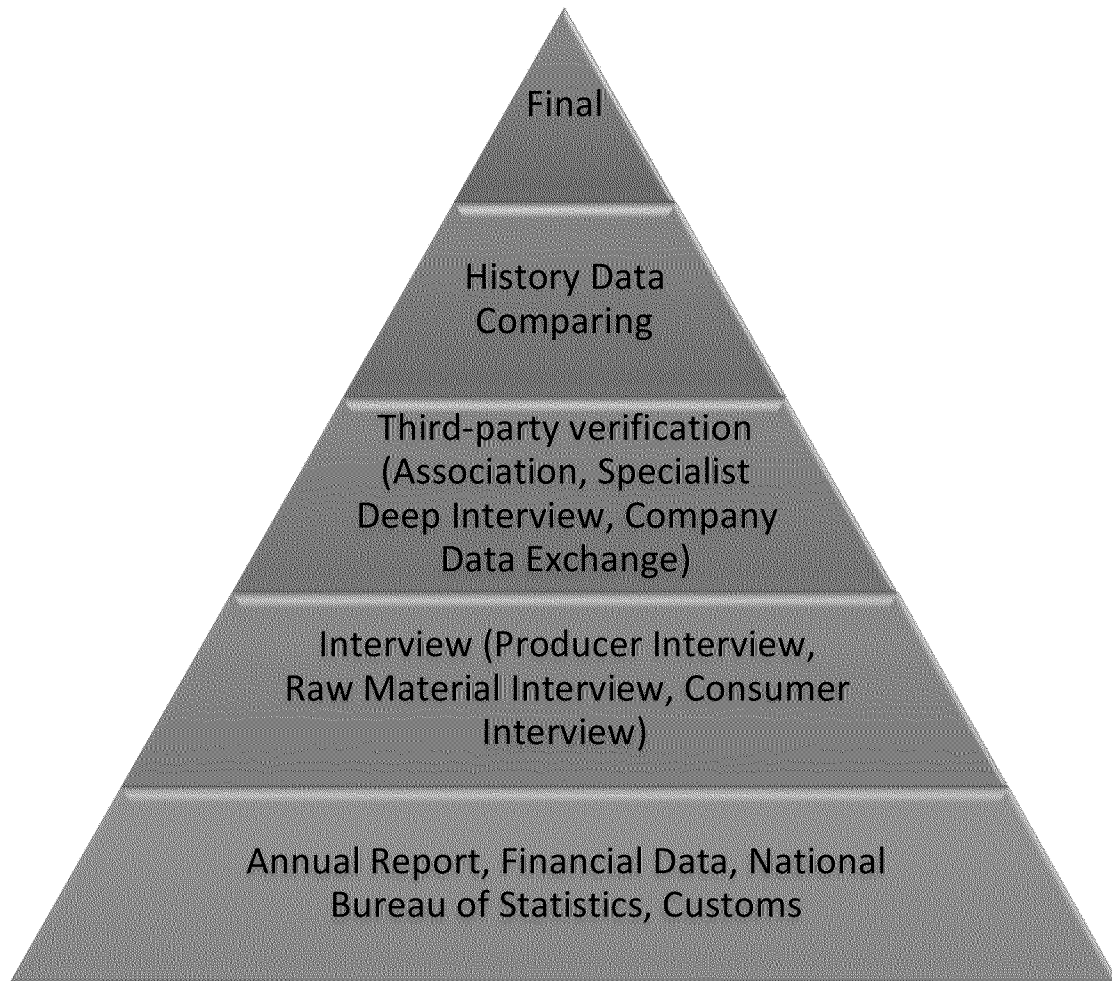 Final
History Data
Comparing
Third-party verification
(Association, Specialist
Deep Interview, Company
Data Exchange)
Interview (Producer Interview,
Raw Material Interview, Consumer
Interview)
Annual Report, Financial Data, National
Bureau of Statistics, Customs